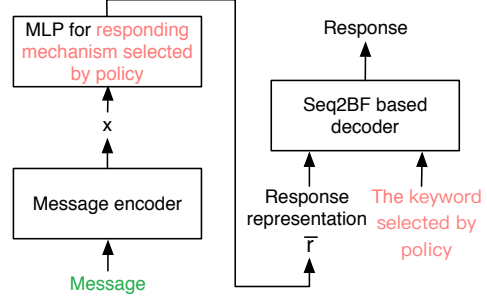 MLP for responding
mechanism selected
by policy
x
Message encoder
Message
Response
Seq2BF based
decoder
Response
representation
r̅
The keyword
selected by
policy